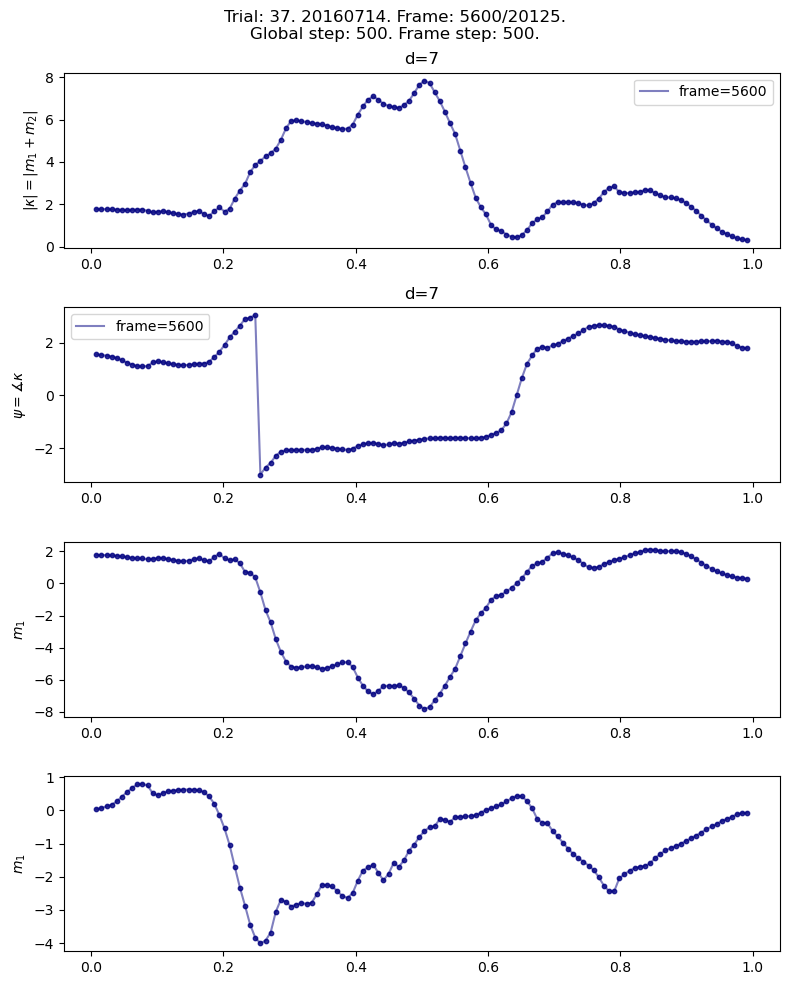 Trial: 37. 20160714. Frame: 5600/20125.
Global step: 500. Frame step: 500.
d=7
8
6
4
2
0
|κ| = |m₁ + m₂|
frame=5600
0.0 0.2 0.4 0.6 0.8 1.0
d=7
2
0
−2
ψ = ∡κ
frame=5600
0.0 0.2 0.4 0.6 0.8 1.0
2
0
−2
−4
−6
−8
m₁
0.0 0.2 0.4 0.6 0.8 1.0
1
0
−1
−2
−3
−4
m₁
0.0 0.2 0.4 0.6 0.8 1.0